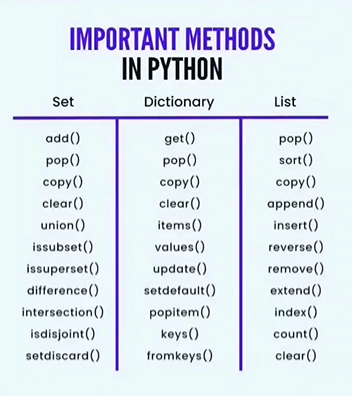 IMPORTANT METHODS
IN PYTHON
Set Dictionary List
add() get() pop()
pop() pop() sort()
copy() copy() copy()
clear() clear() append()
union() items() insert()
issubset() values() reverse()
issuperset() update() remove()
difference() setdefault() extend()
intersection() popitem() index()
isdisjoint() keys() count()
setdiscard() fromkeys() clear()